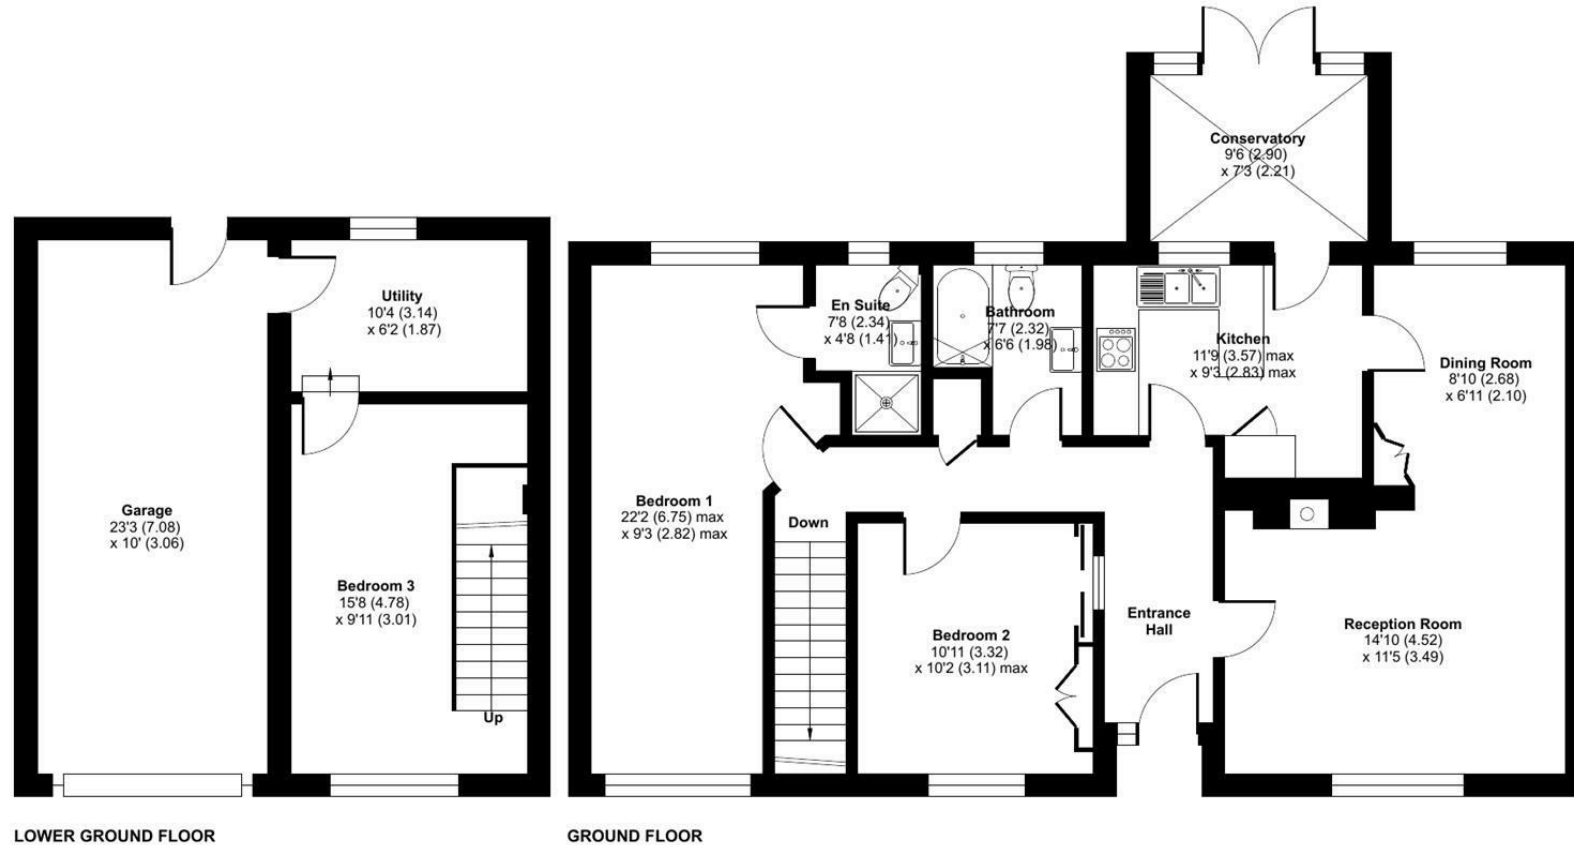 Conservatory
9'6 (2.90)
x 7'3 (2.21)
Utility
10'4 (3.14)
x 6'2 (1.87)
En Suite
7'8 (2.34)
x 4'8 (1.41)
Bathroom
7'7 (2.32)
x 6'6 (1.98)
Kitchen
11'9 (3.57) max
x 9'3 (2.83) max
Dining Room
8'10 (2.68)
x 6'11 (2.10)
Garage
23'3 (7.08)
x 10' (3.06)
Bedroom 3
15'8 (4.78)
x 9'11 (3.01)
Up
Bedroom 1
22'2 (6.75) max
x 9'3 (2.82) max
Down
Bedroom 2
10'11 (3.32)
x 10'2 (3.11) max
Entrance
Hall
Reception Room
14'10 (4.52)
x 11'5 (3.49)
LOWER GROUND FLOOR
GROUND FLOOR